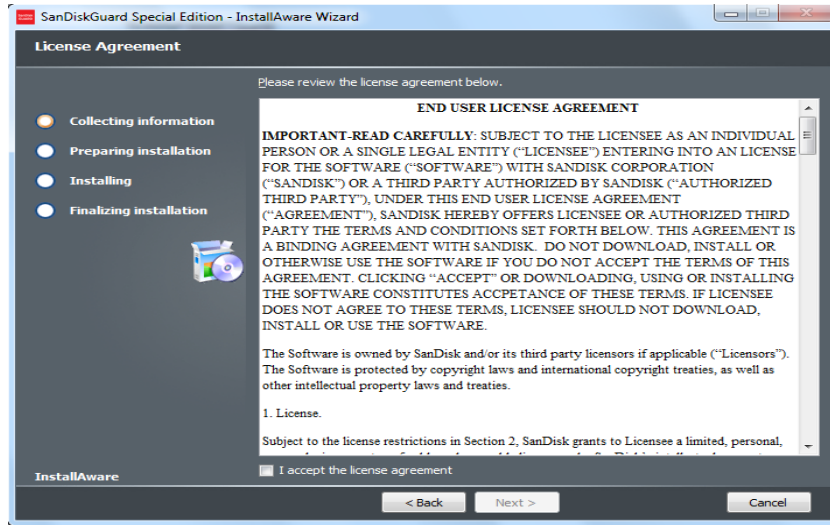 SanDiskGuard Special Edition - InstallAware Wizard
License Agreement
Please review the license agreement below.
Collecting information
Preparing installation
Installing
Finalizing installation
END USER LICENSE AGREEMENT
IMPORTANT-READ CAREFULLY: SUBJECT TO THE LICENSEE AS AN INDIVIDUAL
PERSON OR A SINGLE LEGAL ENTITY (“LICENSEE”) ENTERING INTO AN LICENSE
FOR THE SOFTWARE (“SOFTWARE”) WITH SANDISK CORPORATION
(“SANDISK”) OR A THIRD PARTY AUTHORIZED BY SANDISK (“AUTHORIZED
THIRD PARTY”), UNDER THIS END USER LICENSE AGREEMENT
(“AGREEMENT”), SANDISK HEREBY OFFERS LICENSEE OR AUTHORIZED THIRD
PARTY THE TERMS AND CONDITIONS SET FORTH BELOW. THIS AGREEMENT IS
A BINDING AGREEMENT WITH SANDISK. DO NOT DOWNLOAD, INSTALL OR
OTHERWISE USE THE SOFTWARE IF YOU DO NOT ACCEPT THE TERMS OF THIS
AGREEMENT. CLICKING “ACCEPT” OR DOWNLOADING, USING OR INSTALLING
THE SOFTWARE CONSTITUTES ACCPETANCE OF THESE TERMS. IF LICENSEE
DOES NOT AGREE TO THESE TERMS, LICENSEE SHOULD NOT DOWNLOAD,
INSTALL OR USE THE SOFTWARE.
The Software is owned by SanDisk and/or its third party licensors if applicable (“Licensors”).
The Software is protected by copyright laws and international copyright treaties, as well as
other intellectual property laws and treaties.
1. License.
Subject to the license restrictions in Section 2, SanDisk grants to Licensee a limited, personal,
InstallAware
I accept the license agreement
< Back
Next >
Cancel